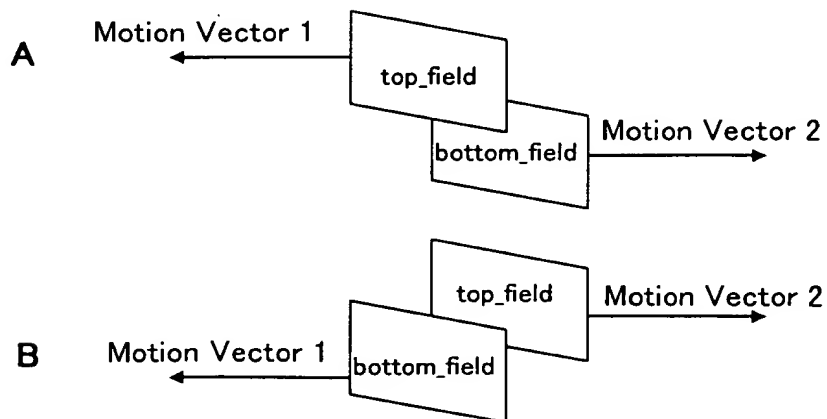 Motion Vector 1
A
top_field
Motion Vector 2
bottom_field
top_field
Motion Vector 2
B
Motion Vector 1
bottom_field